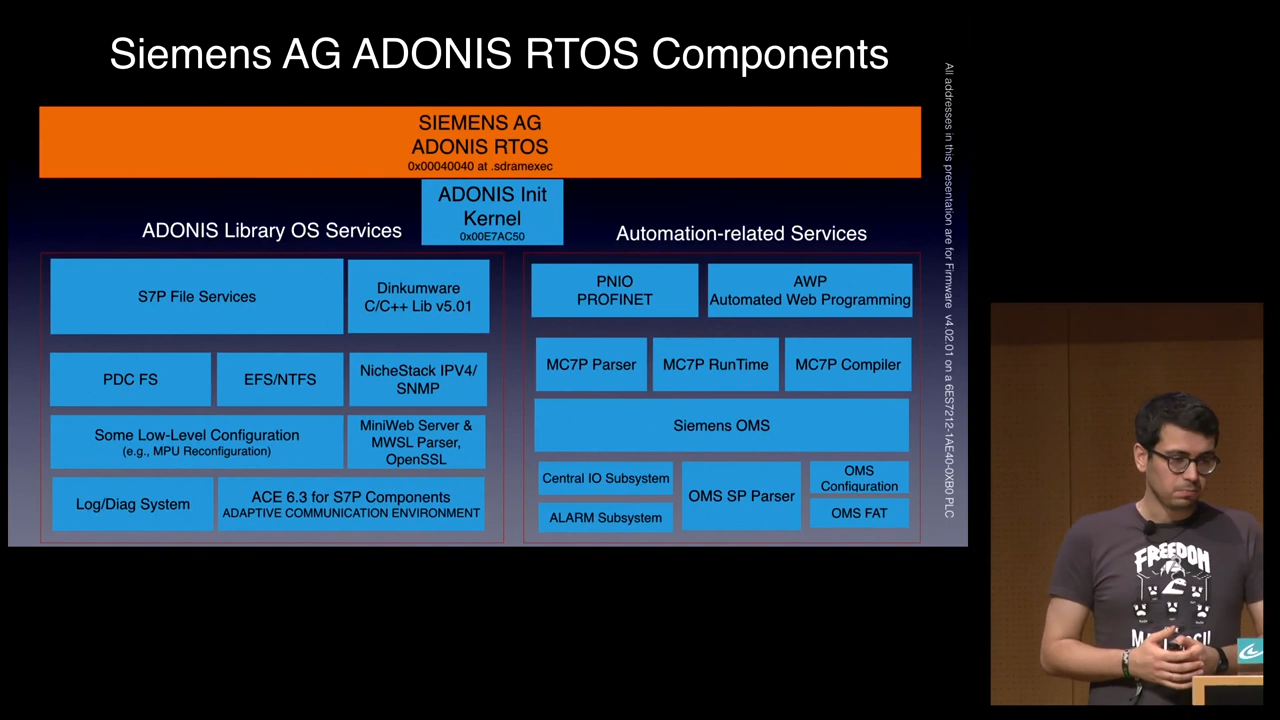 Siemens AG ADONIS RTOS Components
SIEMENS AG
ADONIS RTOS
0x00040040 at .sdramexec
ADONIS Init
Kernel
0x00E7AC50
ADONIS Library OS Services
S7P File Services
Dinkumware
C/C++ Lib v5.01
PDC FS
EFS/NTFS
NicheStack IPV4/
SNMP
Some Low-Level Configuration
(e.g., MPU Reconfiguration)
MiniWeb Server &
MWSL Parser,
OpenSSL
Log/Diag System
ACE 6.3 for S7P Components
ADAPTIVE COMMUNICATION ENVIRONMENT
Automation-related Services
PNIO
PROFINET
AWP
Automated Web Programming
MC7P Parser
MC7P RunTime
MC7P Compiler
Siemens OMS
Central IO Subsystem
ALARM Subsystem
OMS SP Parser
OMS
Configuration
OMS FAT
All addresses in this presentation are for Firmware v4.02.01 on a 6ES7212-1AE40-0XB0 PLC
FREEDOM